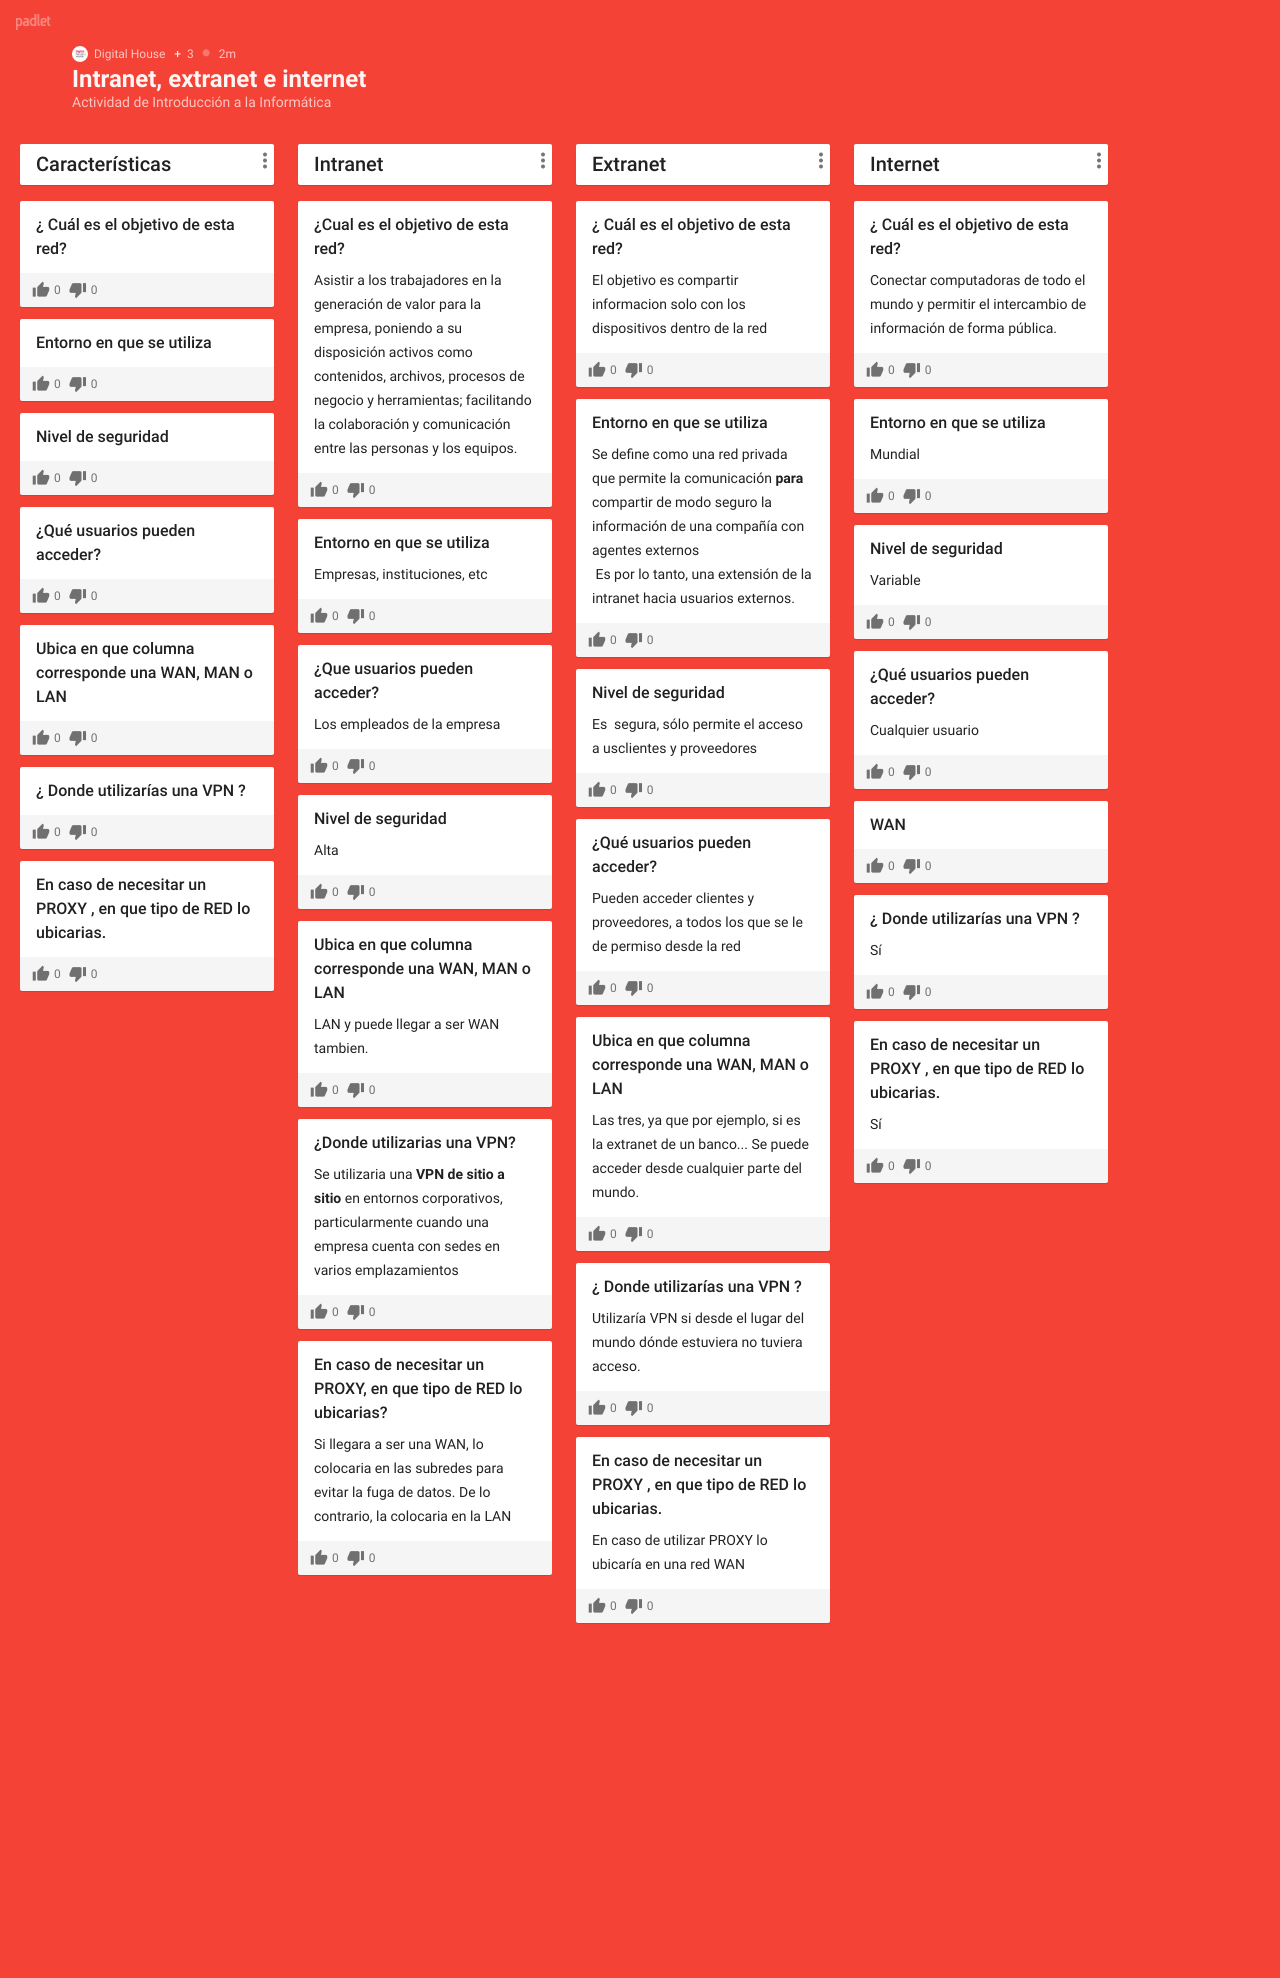 padlet
Digital House + 3 2m
Intranet, extranet e internet
Actividad de Introducción a la Informática
Características
¿ Cuál es el objetivo de esta
red?
0 0
Entorno en que se utiliza
0 0
Nivel de seguridad
0 0
¿Qué usuarios pueden
acceder?
0 0
Ubica en que columna
corresponde una WAN, MAN o
LAN
0 0
¿ Donde utilizarías una VPN ?
0 0
En caso de necesitar un
PROXY , en que tipo de RED lo
ubicarias.
0 0
Intranet
¿Cual es el objetivo de esta
red?
Asistir a los trabajadores en la
generación de valor para la
empresa, poniendo a su
disposición activos como
contenidos, archivos, procesos de
negocio y herramientas; facilitando
la colaboración y comunicación
entre las personas y los equipos.
0 0
Entorno en que se utiliza
Empresas, instituciones, etc
0 0
¿Que usuarios pueden
acceder?
Los empleados de la empresa
0 0
Nivel de seguridad
Alta
0 0
Ubica en que columna
corresponde una WAN, MAN o
LAN
LAN y puede llegar a ser WAN
tambien.
0 0
¿Donde utilizarias una VPN?
Se utilizaria una VPN de sitio a
sitio en entornos corporativos,
particularmente cuando una
empresa cuenta con sedes en
varios emplazamientos
0 0
En caso de necesitar un
PROXY, en que tipo de RED lo
ubicarias?
Si llegara a ser una WAN, lo
colocaria en las subredes para
evitar la fuga de datos. De lo
contrario, la colocaria en la LAN
0 0
Extranet
¿ Cuál es el objetivo de esta
red?
El objetivo es compartir
informacion solo con los
dispositivos dentro de la red
0 0
Entorno en que se utiliza
Se define como una red privada
que permite la comunicación para
compartir de modo seguro la
información de una compañía con
agentes externos
Es por lo tanto, una extensión de la
intranet hacia usuarios externos.
0 0
Nivel de seguridad
Es segura, sólo permite el acceso
a usclientes y proveedores
0 0
¿Qué usuarios pueden
acceder?
Pueden acceder clientes y
proveedores, a todos los que se le
de permiso desde la red
0 0
Ubica en que columna
corresponde una WAN, MAN o
LAN
Las tres, ya que por ejemplo, si es
la extranet de un banco... Se puede
acceder desde cualquier parte del
mundo.
0 0
¿ Donde utilizarías una VPN ?
Utilizaría VPN si desde el lugar del
mundo dónde estuviera no tuviera
acceso.
0 0
En caso de necesitar un
PROXY , en que tipo de RED lo
ubicarias.
En caso de utilizar PROXY lo
ubicaría en una red WAN
0 0
Internet
¿ Cuál es el objetivo de esta
red?
Conectar computadoras de todo el
mundo y permitir el intercambio de
información de forma pública.
0 0
Entorno en que se utiliza
Mundial
0 0
Nivel de seguridad
Variable
0 0
¿Qué usuarios pueden
acceder?
Cualquier usuario
0 0
WAN
0 0
¿ Donde utilizarías una VPN ?
Sí
0 0
En caso de necesitar un
PROXY , en que tipo de RED lo
ubicarias.
Sí
0 0